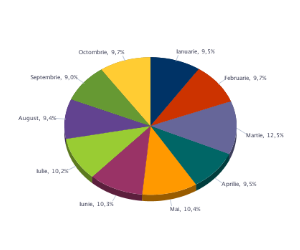 Octombrie, 9,7%
Ianuarie, 9,5%
Septembrie, 9,0%
Februarie, 9,7%
August, 9,4%
Martie, 12,5%
Iulie, 10,2%
Aprilie, 9,5%
Iunie, 10,3%
Mai, 10,4%